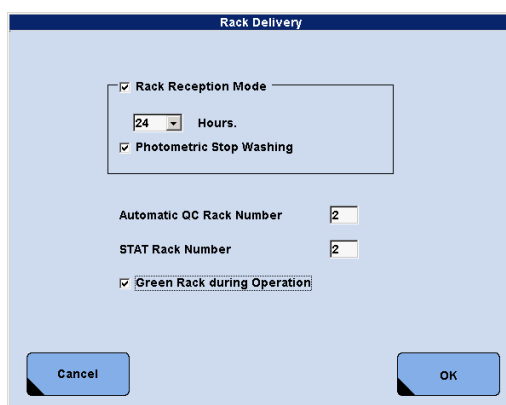 Rack Delivery
Rack Reception Mode
24 Hours.
Photometric Stop Washing
Automatic QC Rack Number 2
STAT Rack Number 2
Green Rack during Operation
Cancel OK